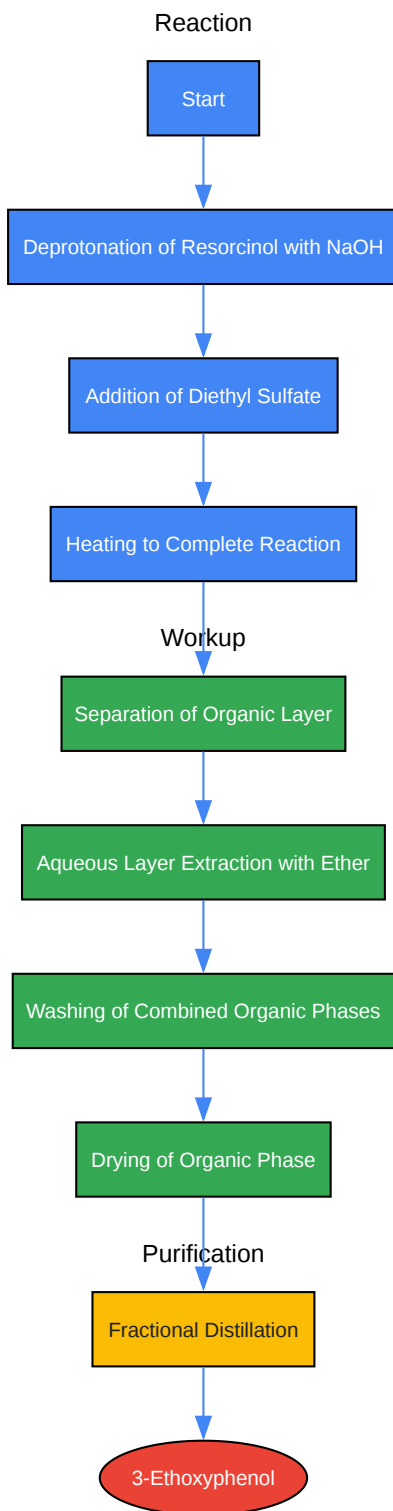 Reaction
Start
Deprotonation of Resorcinol with NaOH
Addition of Diethyl Sulfate
Heating to Complete Reaction
Workup
Separation of Organic Layer
Aqueous Layer Extraction with Ether
Washing of Combined Organic Phases
Drying of Organic Phase
Purification
Fractional Distillation
3-Ethoxyphenol